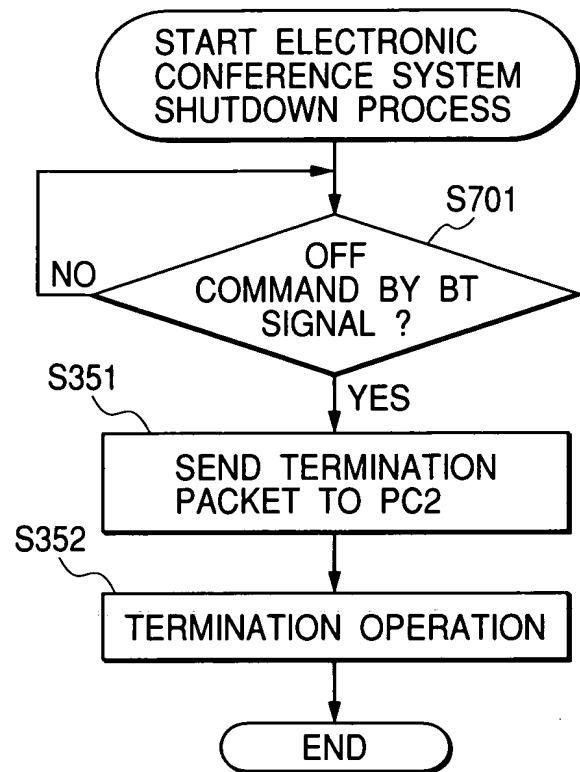 START ELECTRONIC
CONFERENCE SYSTEM
SHUTDOWN PROCESS
S701
OFF
COMMAND BY BT
SIGNAL ?
NO
YES
S351
SEND TERMINATION
PACKET TO PC2
S352
TERMINATION OPERATION
END